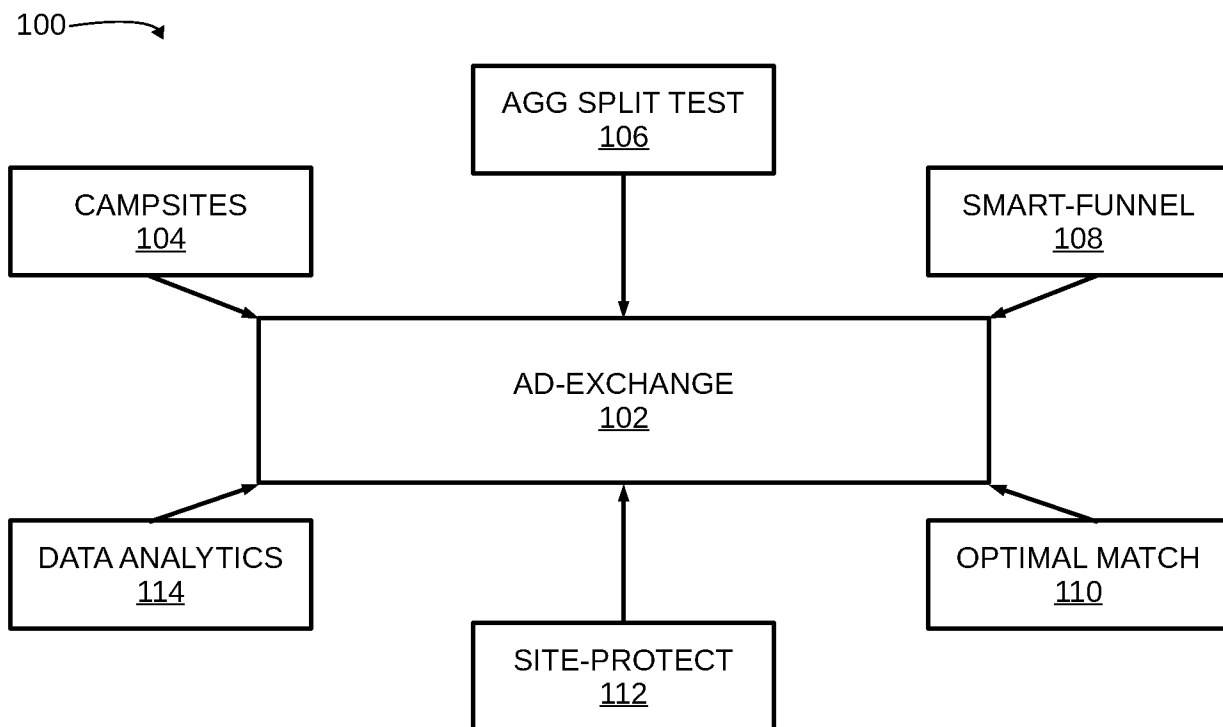 100
AGG SPLIT TEST
106
CAMPSITES
104
SMART-FUNNEL
108
AD-EXCHANGE
102
DATA ANALYTICS
114
OPTIMAL MATCH
110
SITE-PROTECT
112